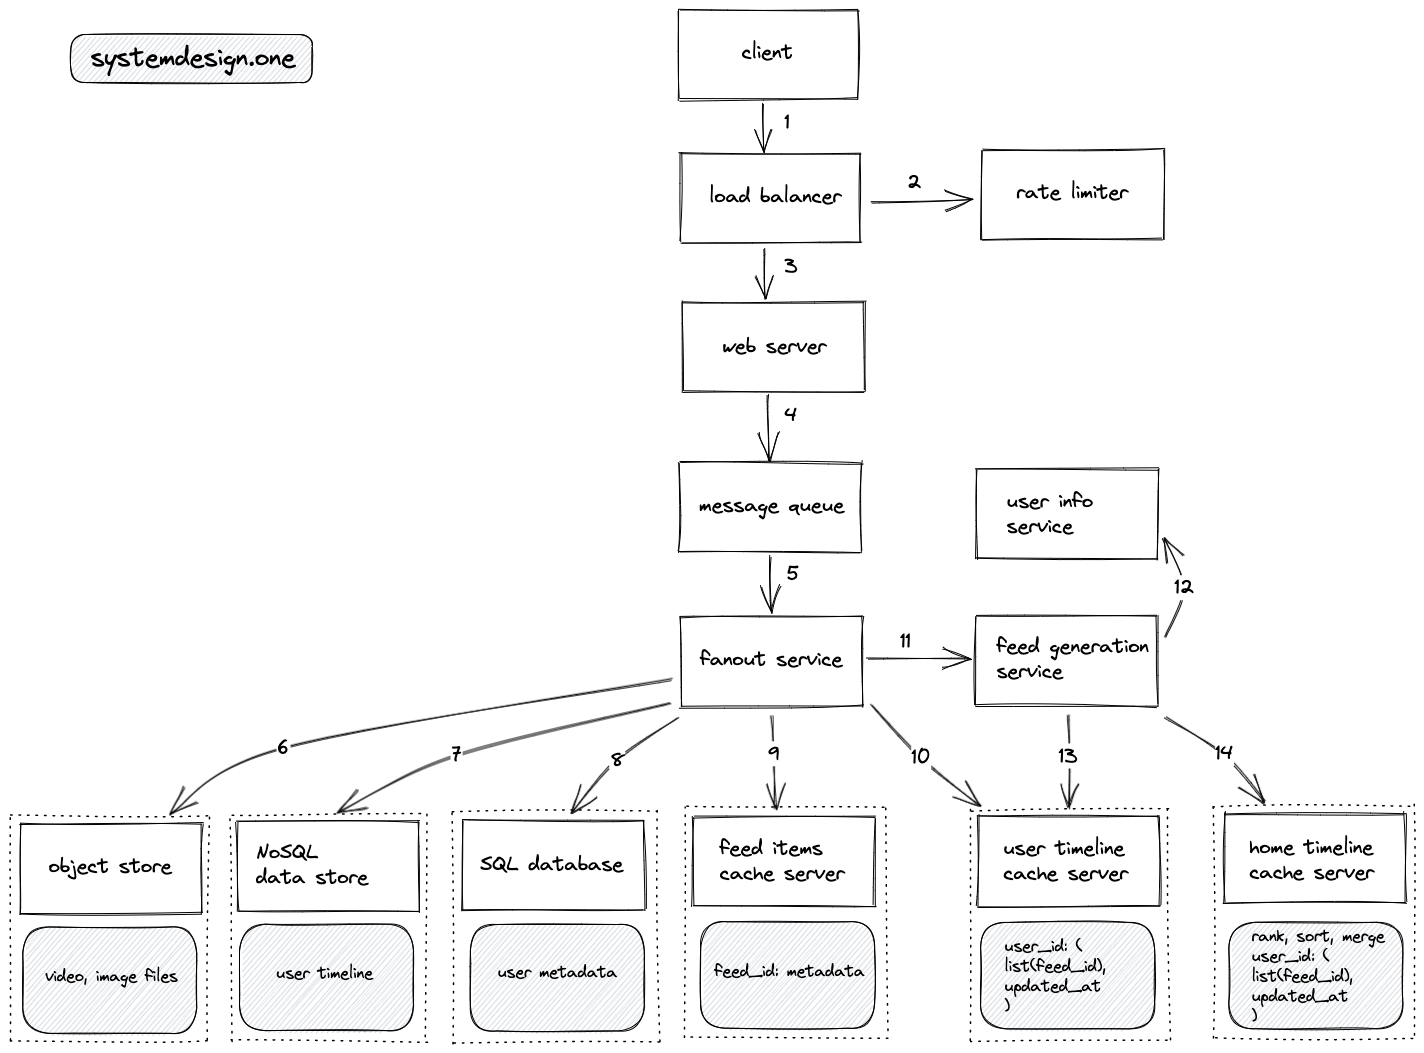 systemdesign.one
client
1
load balancer
2
rate limiter
3
web server
4
message queue
user info
service
5
12
fanout service
11
feed generation
service
6
7
8
9
10
13
14
object store
NoSQL
data store
SQL database
feed items
cache server
user timeline
cache server
home timeline
cache server
video, image files
user timeline
user metadata
feed_id: metadata
user_id: (
list(feed_id),
updated_at
)
rank, sort, merge
user_id: (
list(feed_id),
updated_at
)